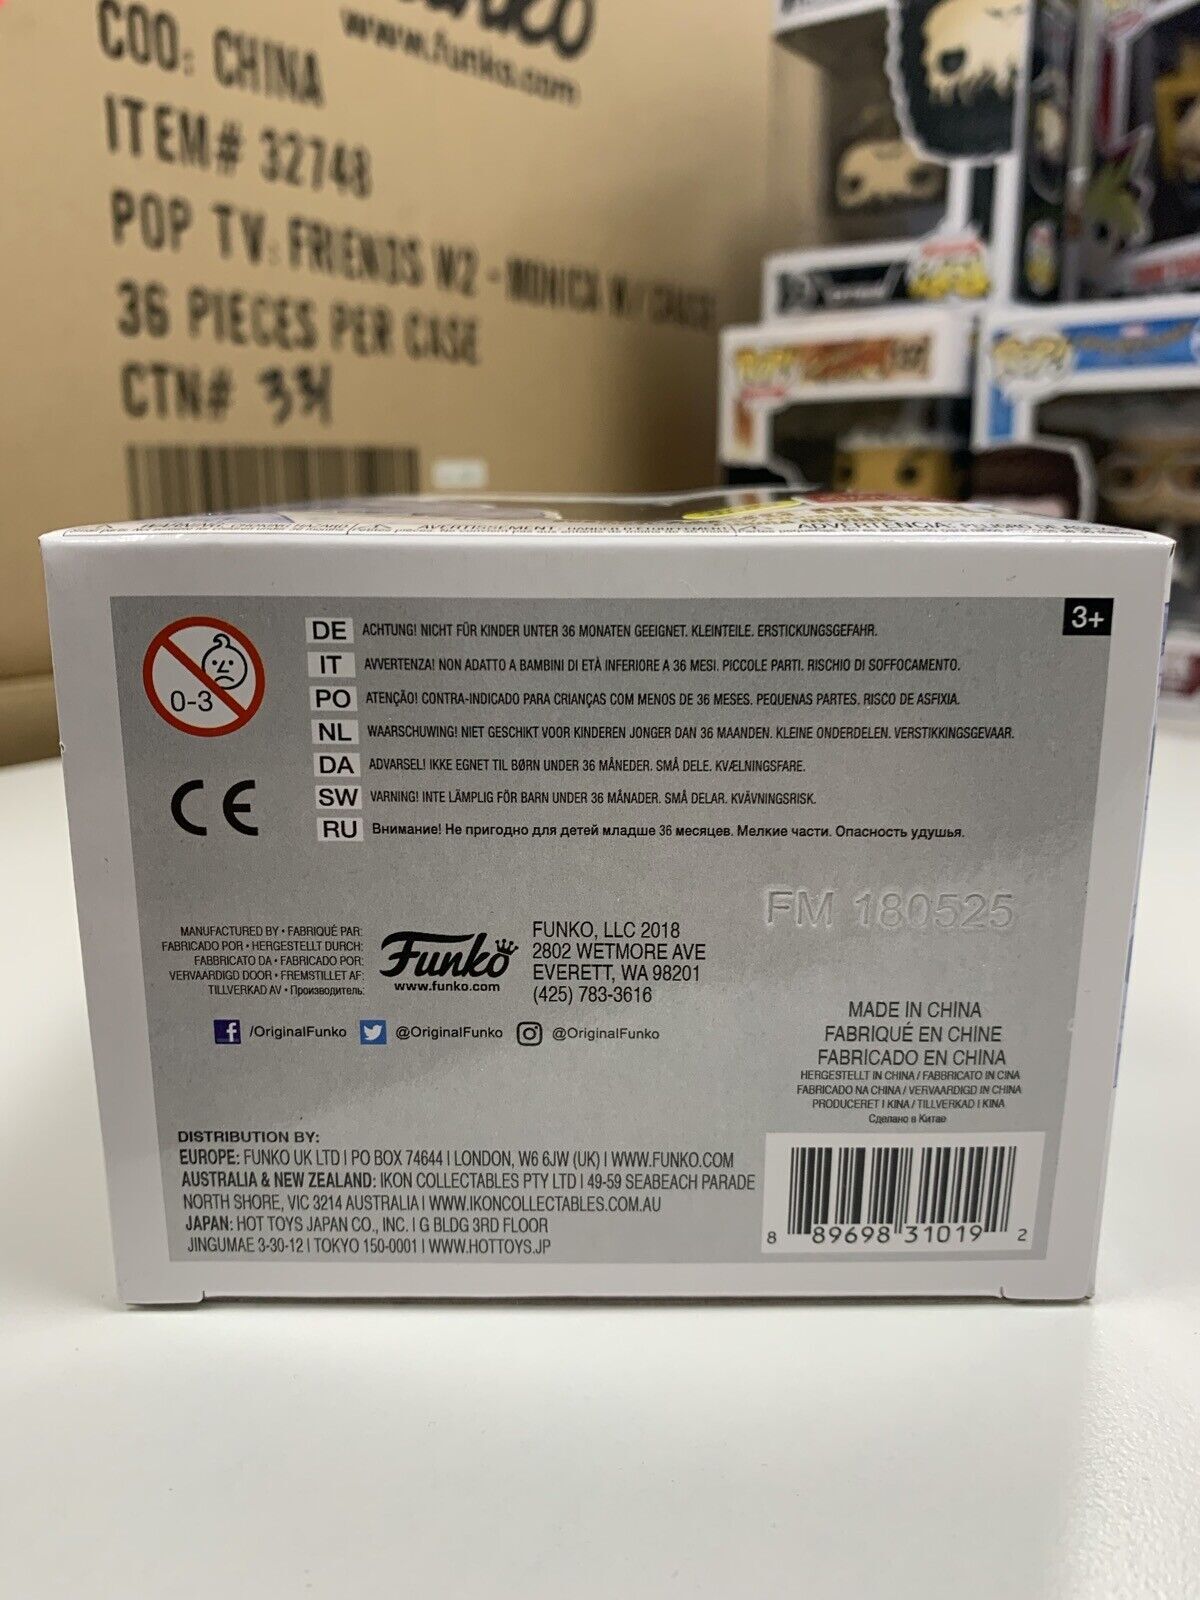 Funko
www.funko.com
COO: CHINA
ITEM# 32748
POP TV: FRIENDS W2 - MONICA W/ CHASE
36 PIECES PER CASE
CTN# 331
AVERTISSEMENT
ADVERTENCIA
3+
0-3
DE ACHTUNG! NICHT FÜR KINDER UNTER 36 MONATEN GEEIGNET. KLEINTEILE. ERSTICKUNGSGEFAHR.
IT AVVERTENZA! NON ADATTO A BAMBINI DI ETÀ INFERIORE A 36 MESI. PICCOLE PARTI. RISCHIO DI SOFFOCAMENTO.
PO ATENÇÃO! CONTRA-INDICADO PARA CRIANÇAS COM MENOS DE 36 MESES. PEQUENAS PARTES. RISCO DE ASFIXIA.
NL WAARSCHUWING! NIET GESCHIKT VOOR KINDEREN JONGER DAN 36 MAANDEN. KLEINE ONDERDELEN. VERSTIKKINGSGEVAAR.
DA ADVARSEL! IKKE EGNET TIL BØRN UNDER 36 MÅNEDER. SMÅ DELE. KVÆLNINGSFARE.
SW VARNING! INTE LÄMPLIG FÖR BARN UNDER 36 MÅNADER. SMÅ DELAR. KVÄVNINGSRISK.
RU Внимание! Не пригодно для детей младше 36 месяцев. Мелкие части. Опасность удушья.
CE
FM 180525
MANUFACTURED BY • FABRIQUÉ PAR:
FABRICADO POR • HERGESTELLT DURCH:
FABBRICATO DA • FABRICADO POR:
VERVAARDIGD DOOR • FREMSTILLET AF:
TILLVERKAD AV • Производитель:
Funko
www.funko.com
FUNKO, LLC 2018
2802 WETMORE AVE
EVERETT, WA 98201
(425) 783-3616
/OriginalFunko @OriginalFunko @OriginalFunko
MADE IN CHINA
FABRIQUÉ EN CHINE
FABRICADO EN CHINA
HERGESTELLT IN CHINA / FABBRICATO IN CINA
FABRICADO NA CHINA / VERVAARDIGD IN CHINA
PRODUCERET I KINA / TILLVERKAD I KINA
Сделано в Китае
DISTRIBUTION BY:
EUROPE: FUNKO UK LTD | PO BOX 74644 | LONDON, W6 6JW (UK) | WWW.FUNKO.COM
AUSTRALIA & NEW ZEALAND: IKON COLLECTABLES PTY LTD | 49-59 SEABEACH PARADE
NORTH SHORE, VIC 3214 AUSTRALIA | WWW.IKONCOLLECTABLES.COM.AU
JAPAN: HOT TOYS JAPAN CO., INC. | G BLDG 3RD FLOOR
JINGUMAE 3-30-12 | TOKYO 150-0001 | WWW.HOTTOYS.JP
8 89698 31019 2